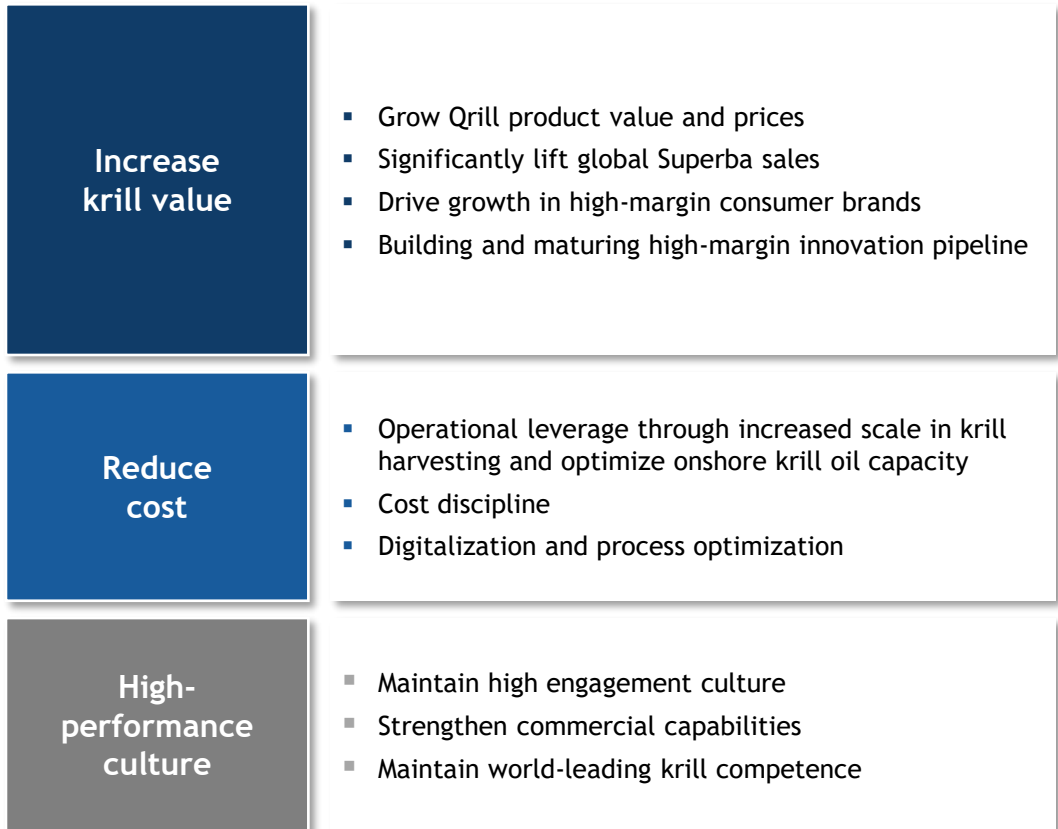 Increase
krill value
▪ Grow Qrill product value and prices
▪ Significantly lift global Superba sales
▪ Drive growth in high-margin consumer brands
▪ Building and maturing high-margin innovation pipeline
Reduce
cost
▪ Operational leverage through increased scale in krill
harvesting and optimize onshore krill oil capacity
▪ Cost discipline
▪ Digitalization and process optimization
High-
performance
culture
▪ Maintain high engagement culture
▪ Strengthen commercial capabilities
▪ Maintain world-leading krill competence